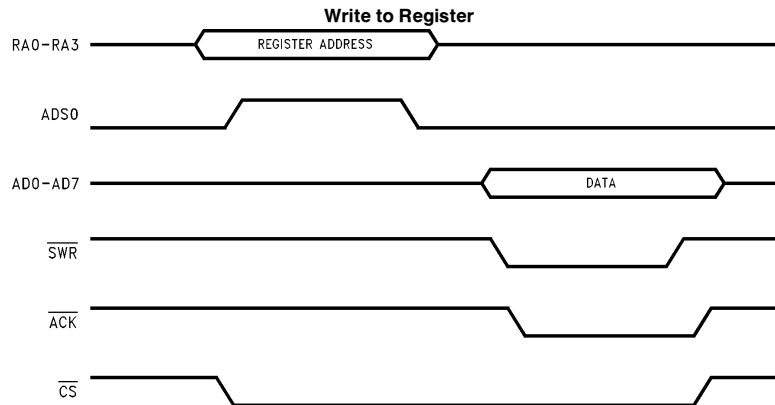 Write to Register
RA0-RA3
REGISTER ADDRESS
ADS0
AD0-AD7
DATA
SWR
ACK
CS